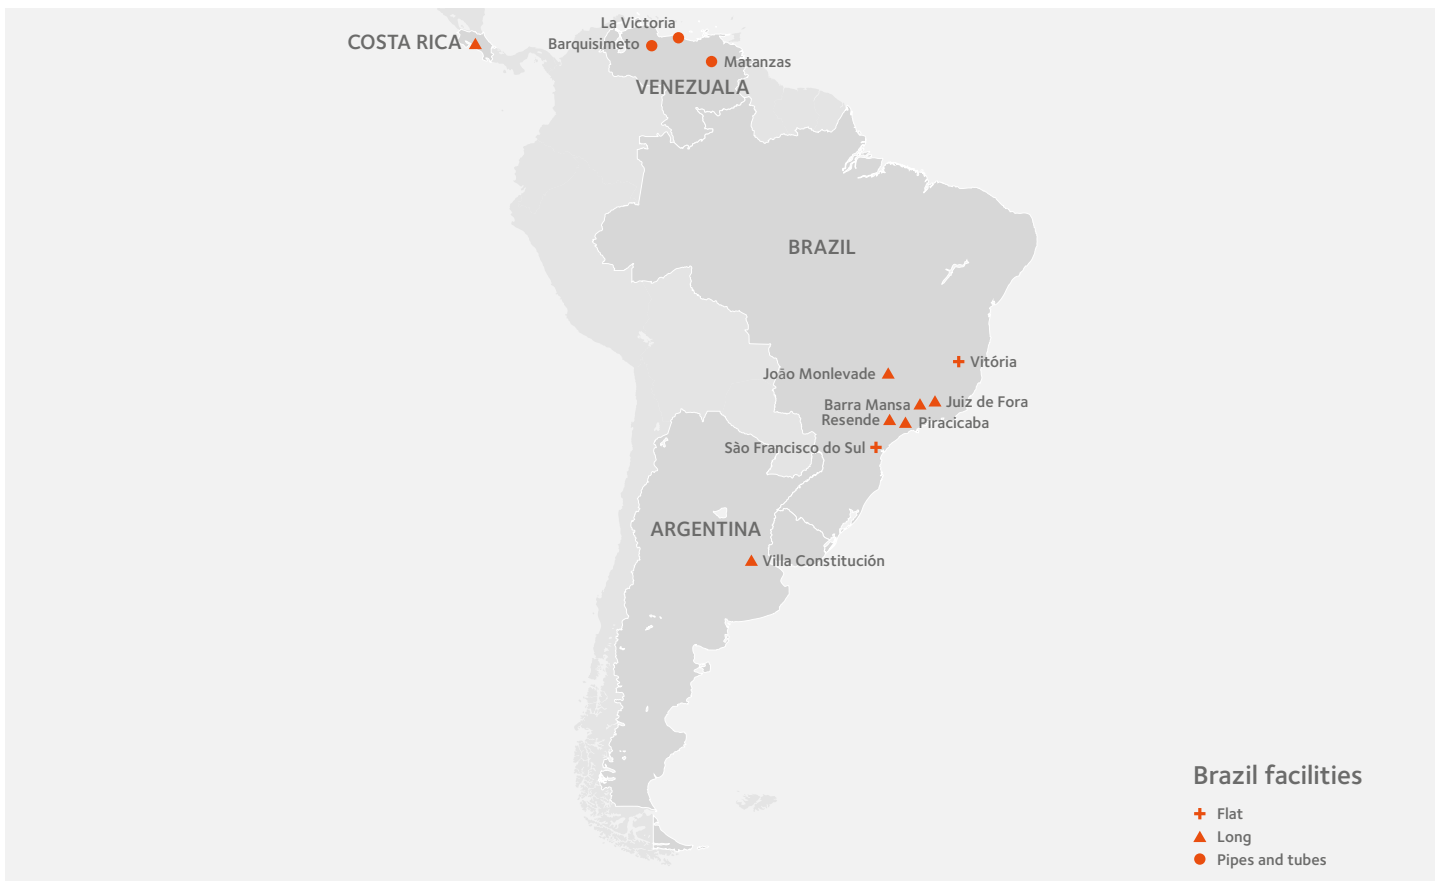 La Victoria
COSTA RICA
Barquisimeto
Matanzas
VENEZUALA
BRAZIL
Vitória
João Monlevade
Juiz de Fora
Barra Mansa
Resende
Piracicaba
Sào Francisco do Sul
ARGENTINA
Villa Constitución
Brazil facilities
Flat
Long
Pipes and tubes